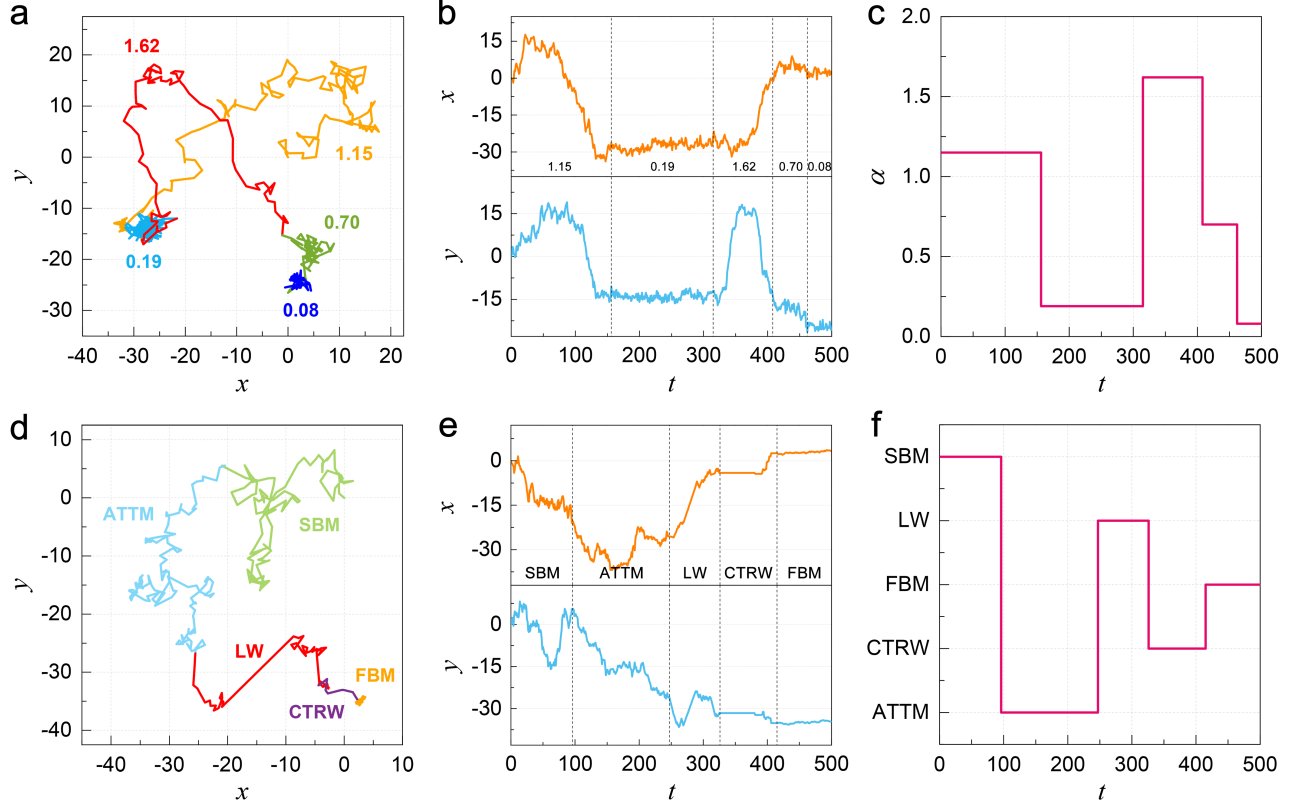 a
20
10
0
-10
-20
-30
y
-40
-30
-20
-10
0
10
20
x
1.62
1.15
0.70
0.19
0.08
b
15
0
-15
-30
x
1.15
0.19
1.62
0.70
0.08
15
0
-15
y
0
100
200
300
400
500
t
c
2.0
1.5
1.0
0.5
0.0
α
0
100
200
300
400
500
t
d
10
0
-10
-20
-30
-40
y
-40
-30
-20
-10
0
10
x
ATTM
SBM
LW
FBM
CTRW
e
0
-15
-30
x
SBM
ATTM
LW
CTRW
FBM
0
-15
-30
y
0
100
200
300
400
500
t
f
SBM
LW
FBM
CTRW
ATTM
0
100
200
300
400
500
t